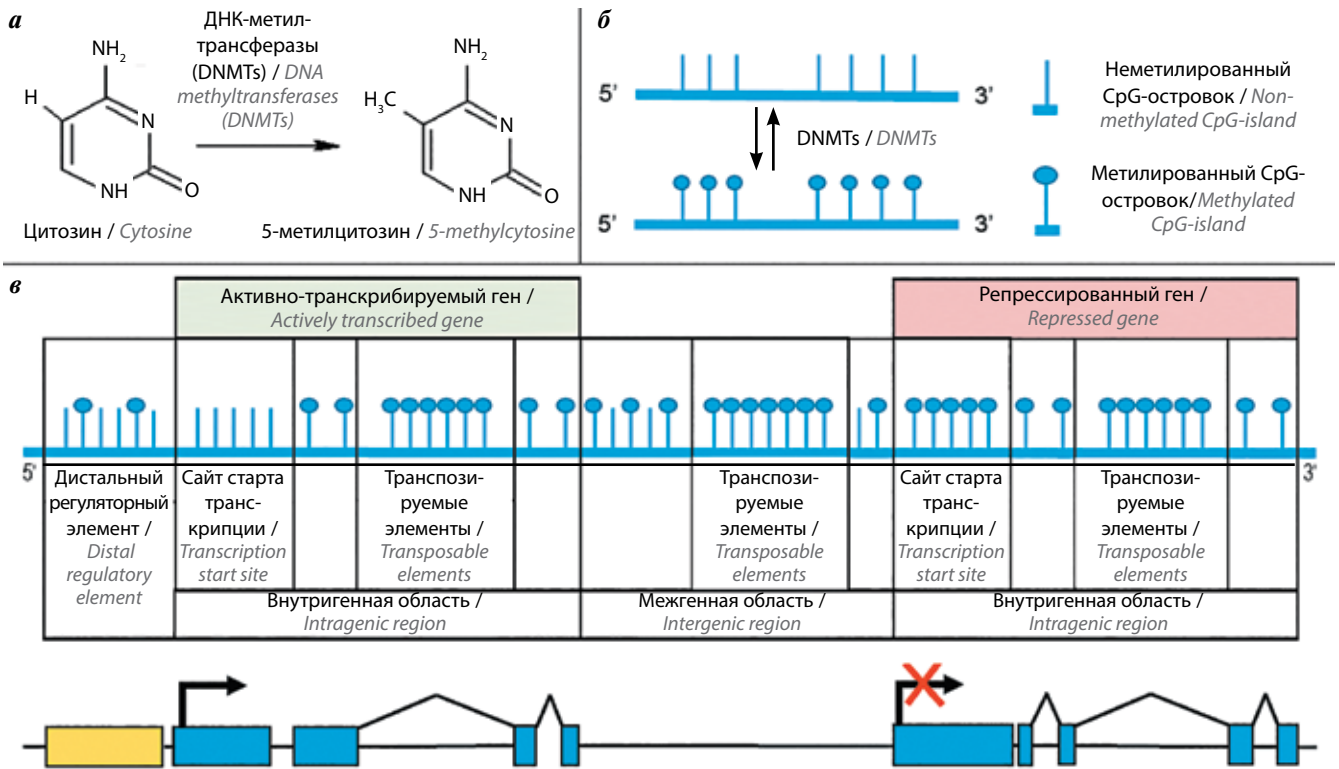 а
ДНК-метил-
трансферазы
(DNMTs) / DNA
methyltransferases
(DNMTs)
NH2
H
N
NH
O
Цитозин / Cytosine
NH2
H3C
N
NH
O
5-метилцитозин / 5-methylcytosine
б
5’
3’
DNMTs / DNMTs
5’
3’
Неметилированный
CpG-островок / Non-
methylated CpG-island
Метилированный CpG-
островок/Methylated
CpG-island
в
Активно-транскрибируемый ген /
Actively transcribed gene
Репрессированный ген /
Repressed gene
5’
3’
Дистальный
регуляторный
элемент /
Distal
regulatory
element
Сайт старта
транс-
крипции /
Transcription
start site
Транспози-
руемые
элементы /
Transposable
elements
Транспози-
руемые
элементы /
Transposable
elements
Сайт старта
транс-
крипции /
Transcription
start site
Транспози-
руемые
элементы /
Transposable
elements
Внутригенная область /
Intragenic region
Межгенная область /
Intergenic region
Внутригенная область /
Intragenic region